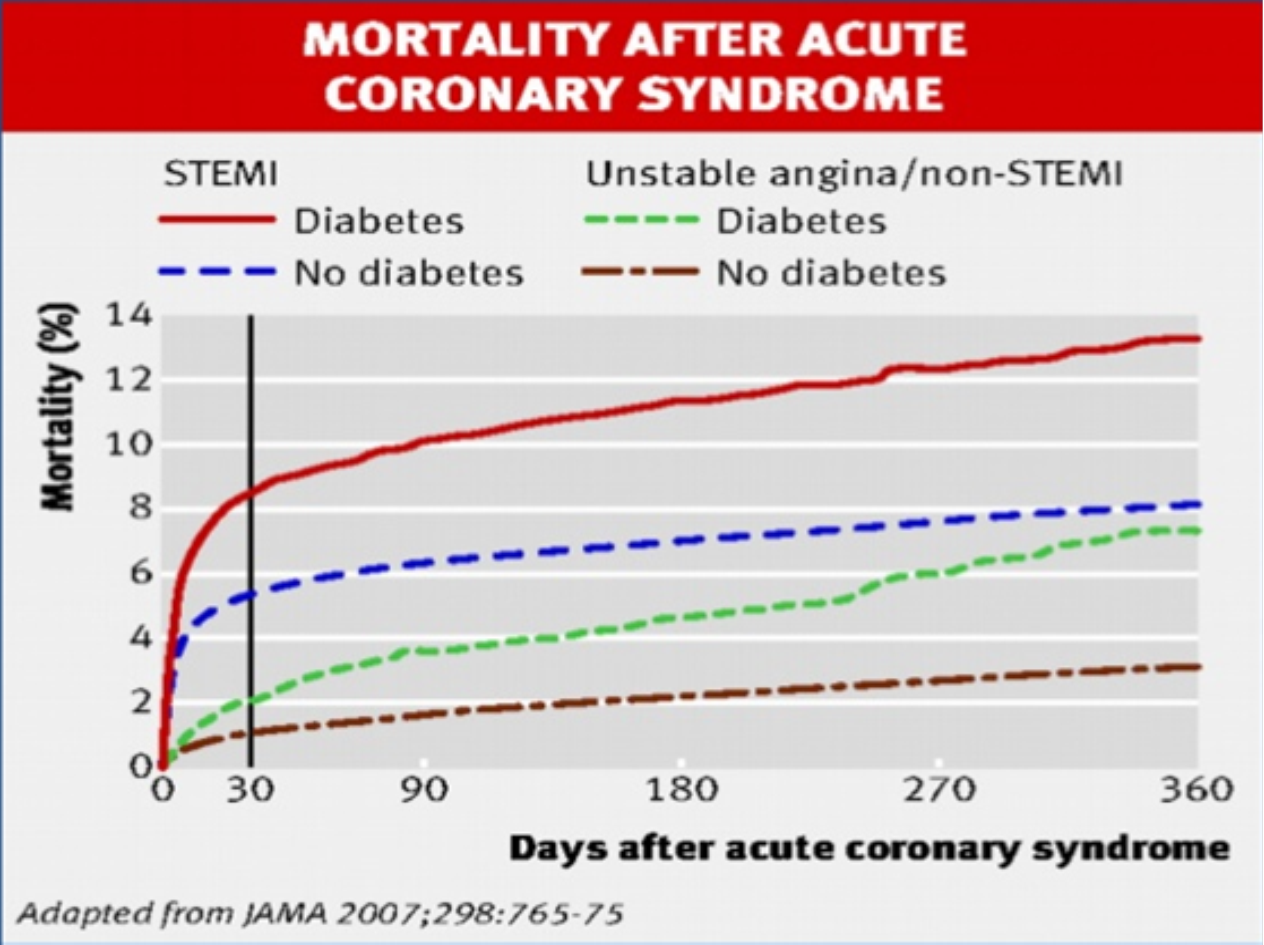 MORTALITY AFTER ACUTE
CORONARY SYNDROME
STEMI
Unstable angina/non-STEMI
Diabetes
Diabetes
No diabetes
No diabetes
Mortality (%)
14
12
10
8
6
4
2
0
0 30 90 180 270 360
Days after acute coronary syndrome
Adapted from JAMA 2007;298:765-75